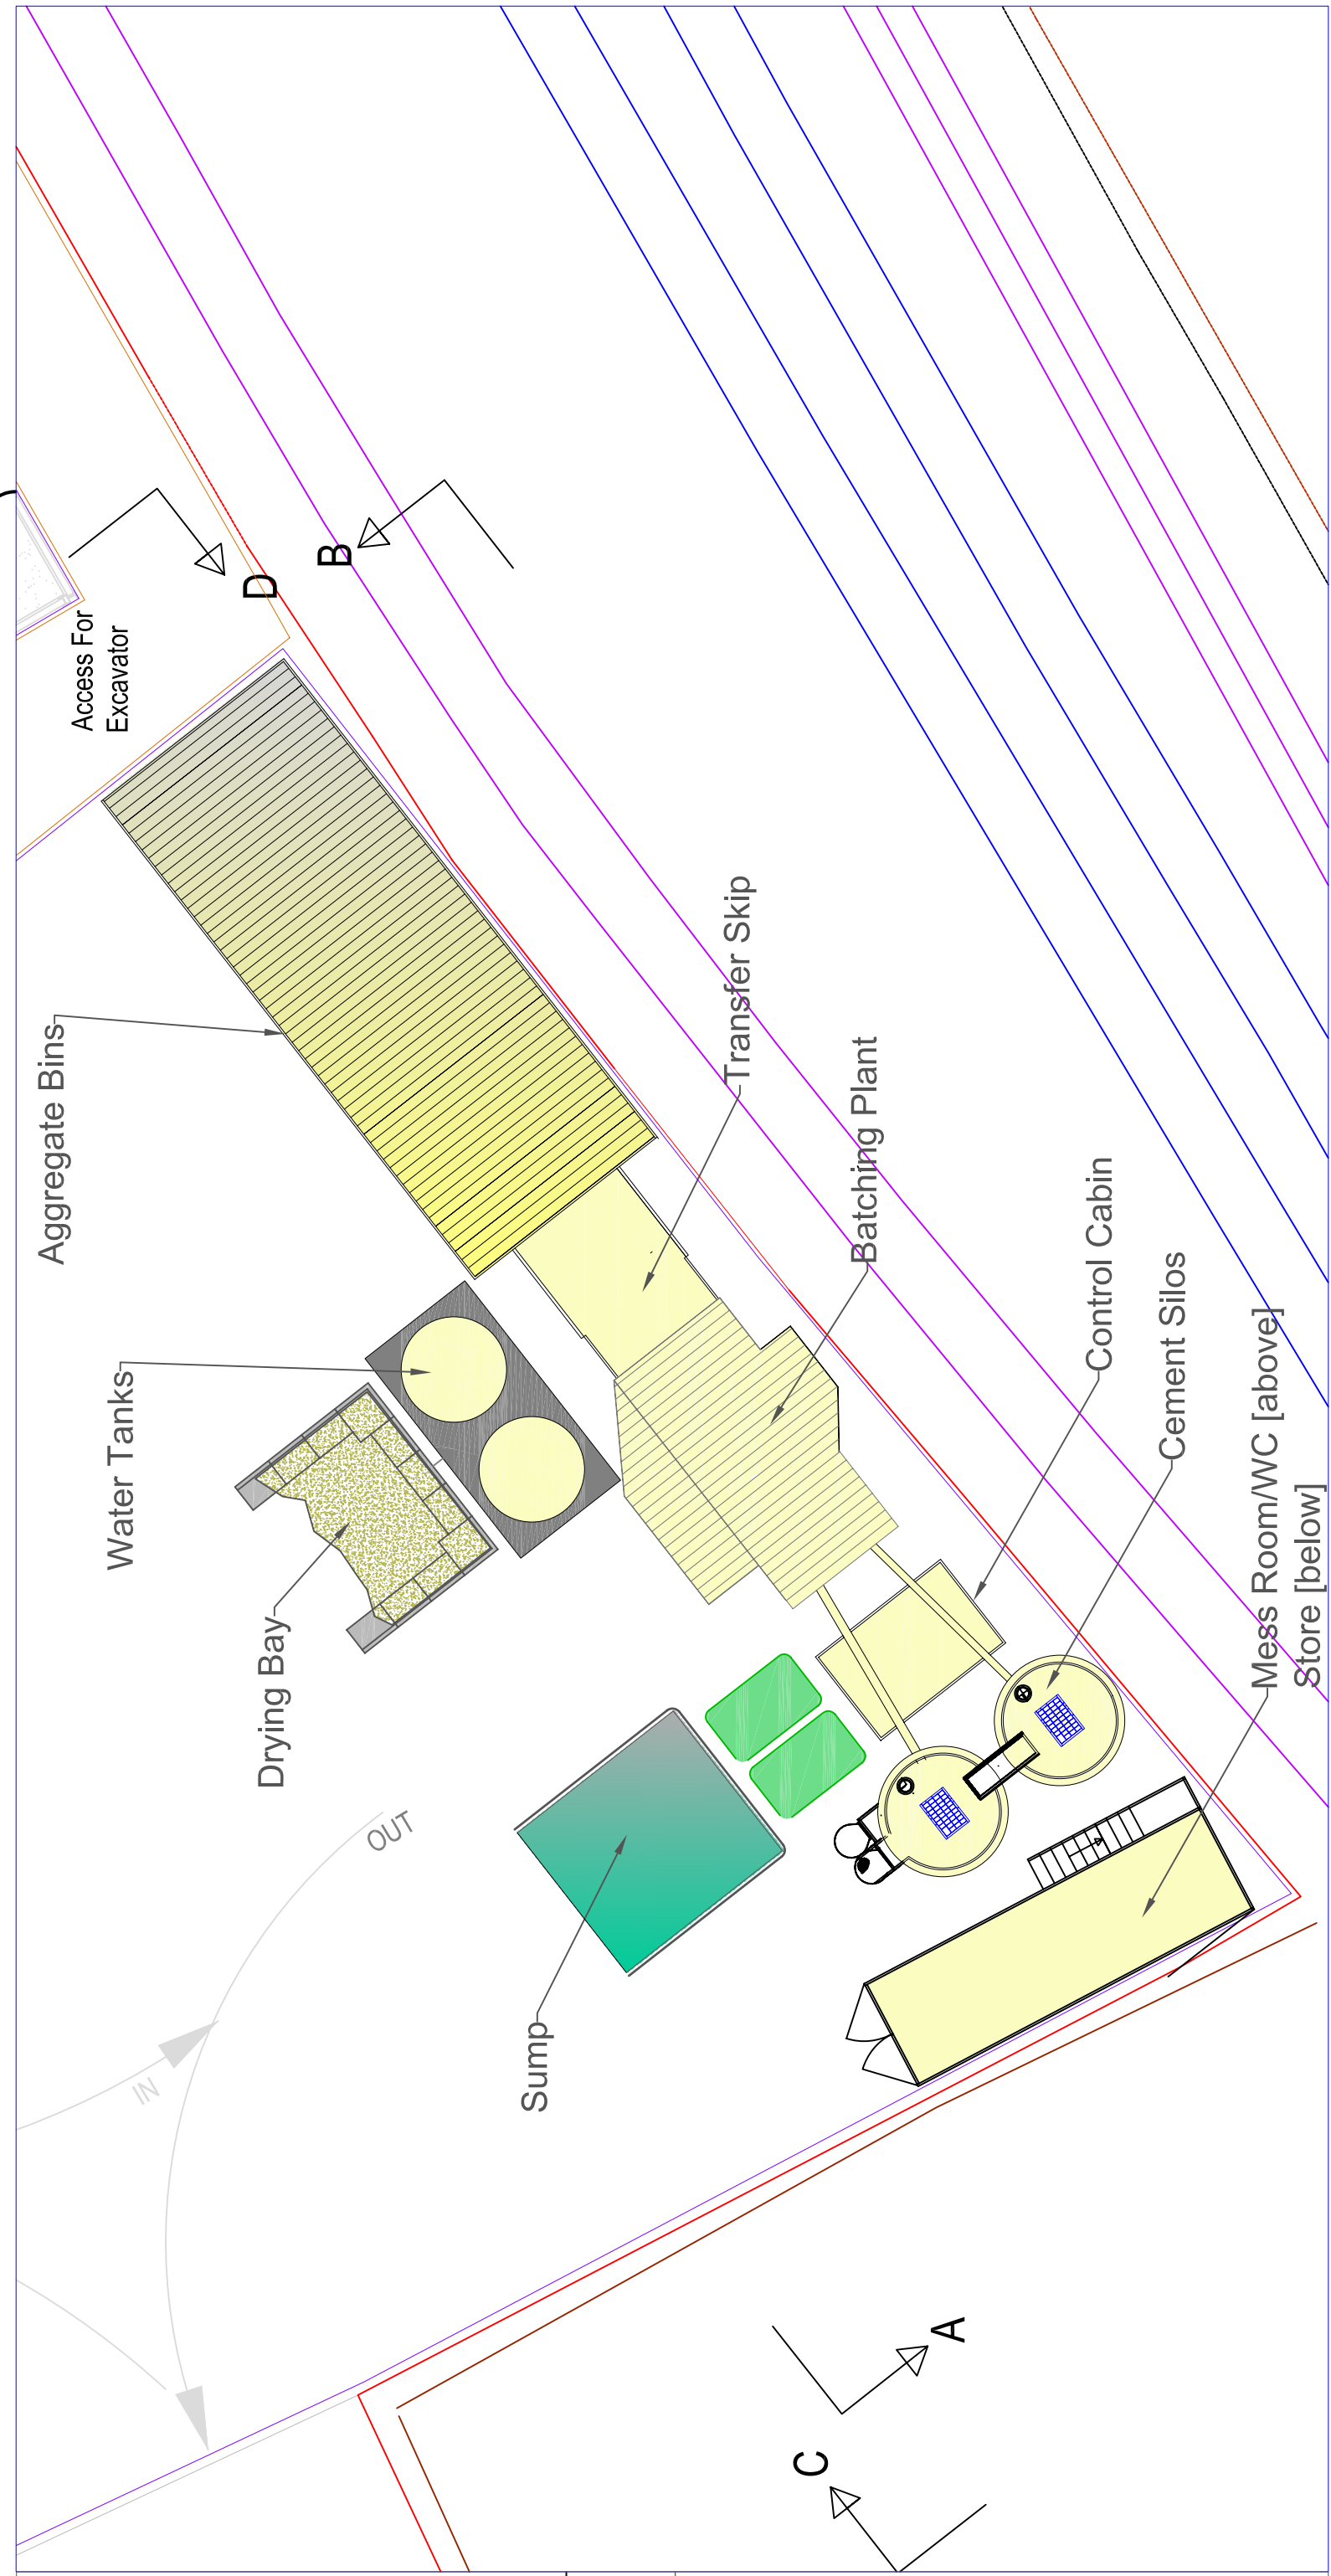 Access For
Excavator
D
B
Aggregate Bins
Transfer Skip
Batching Plant
Water Tanks
Control Cabin
Cement Silos
Drying Bay
Mess Room/WC [above]
Store [below]
OUT
IN
Sump
A
C